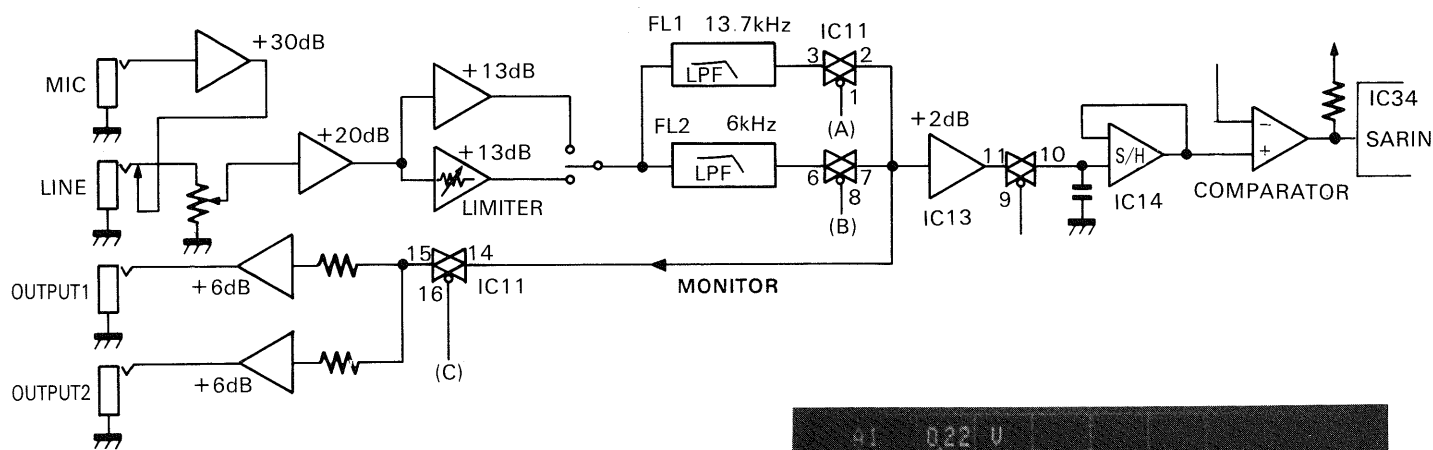 FL1 13.7kHz
IC11
+30dB
MIC
LPF
3 2
1
(A)
+13dB
+20dB
+13dB
LIMITER
FL2 6kHz
LPF
6 7
8
(B)
+2dB
IC13
11 10
9
S/H
IC14
−
+
COMPARATOR
IC34
SARIN
LINE
OUTPUT1
+6dB
15 14
16
IC11
(C)
MONITOR
OUTPUT2
+6dB
A1 0.22 V